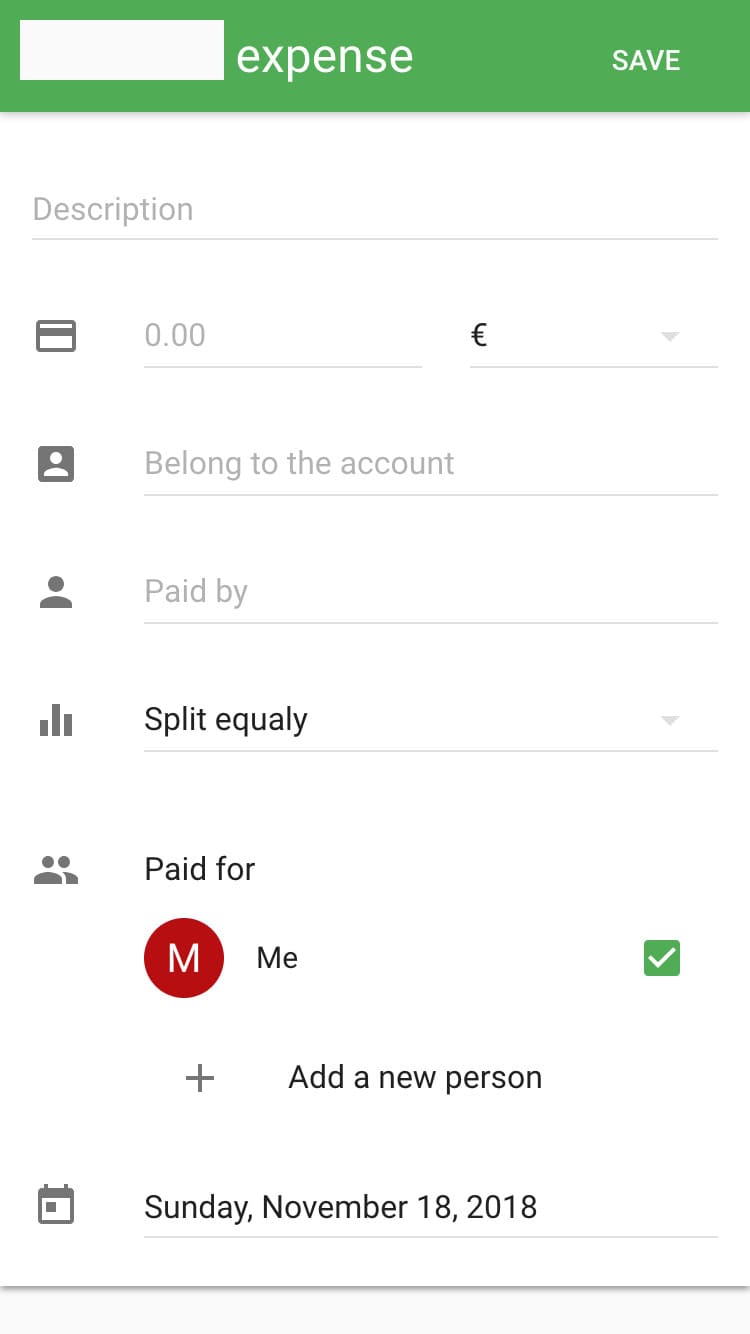 expense
SAVE
Description
0.00
€
Belong to the account
Paid by
Split equaly
Paid for
M
Me
Add a new person
Sunday, November 18, 2018